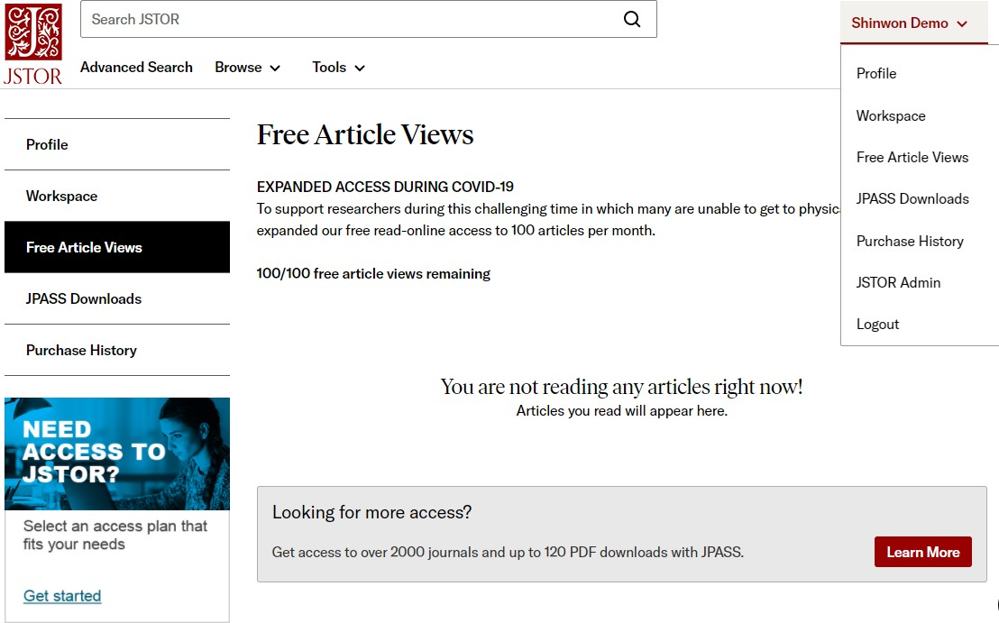 Search JSTOR
Shinwon Demo
JSTOR
Advanced Search
Browse
Tools
Profile
Workspace
Free Article Views
JPASS Downloads
Purchase History
JSTOR Admin
Logout
Profile
Workspace
Free Article Views
JPASS Downloads
Purchase History
NEED
ACCESS TO
JSTOR?
Select an access plan that
fits your needs
Get started
Free Article Views
EXPANDED ACCESS DURING COVID-19
To support researchers during this challenging time in which many are unable to get to
expanded our free read-online access to 100 articles per month.
100/100 free article views remaining
You are not reading any articles right now!
Articles you read will appear here.
Looking for more access?
Get access to over 2000 journals and up to 120 PDF downloads with JPASS.
Learn More